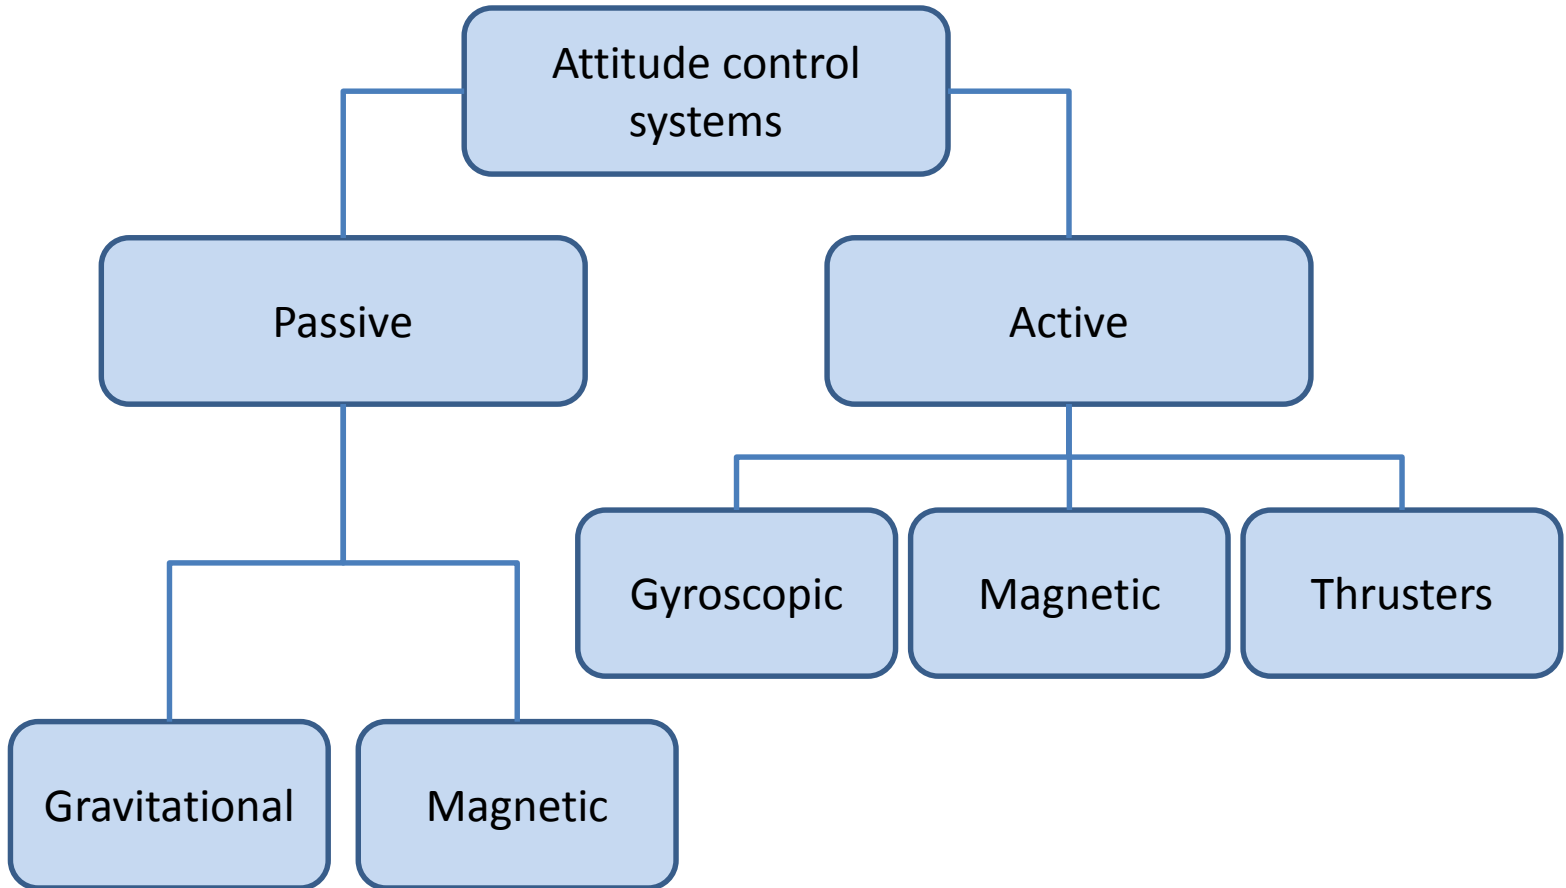 Attitude control
systems
Passive
Active
Gyroscopic
Magnetic
Thrusters
Gravitational
Magnetic